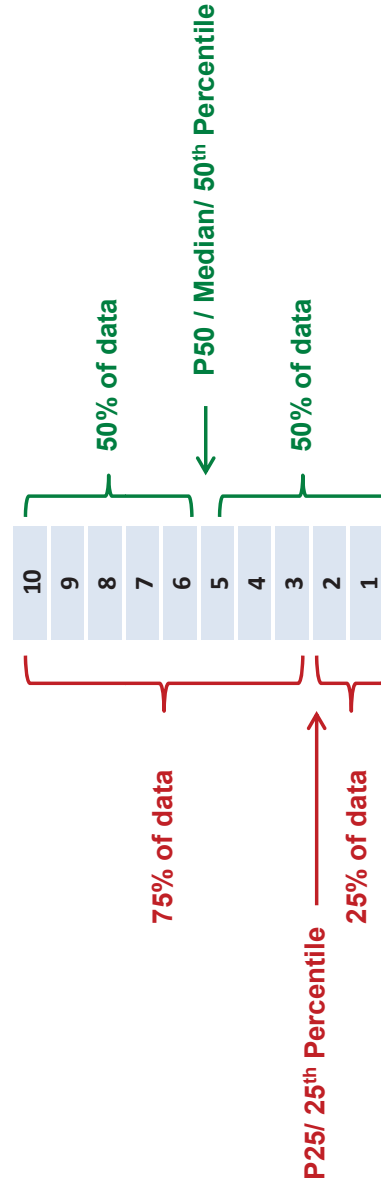 10
9
8
7
6
5
4
3
2
1
75% of data
P25/ 25th Percentile
25% of data
50% of data
P50 / Median/ 50th Percentile
50% of data